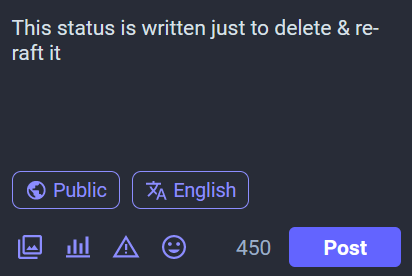 This status is written just to delete & re-
raft it
Public English
450 Post